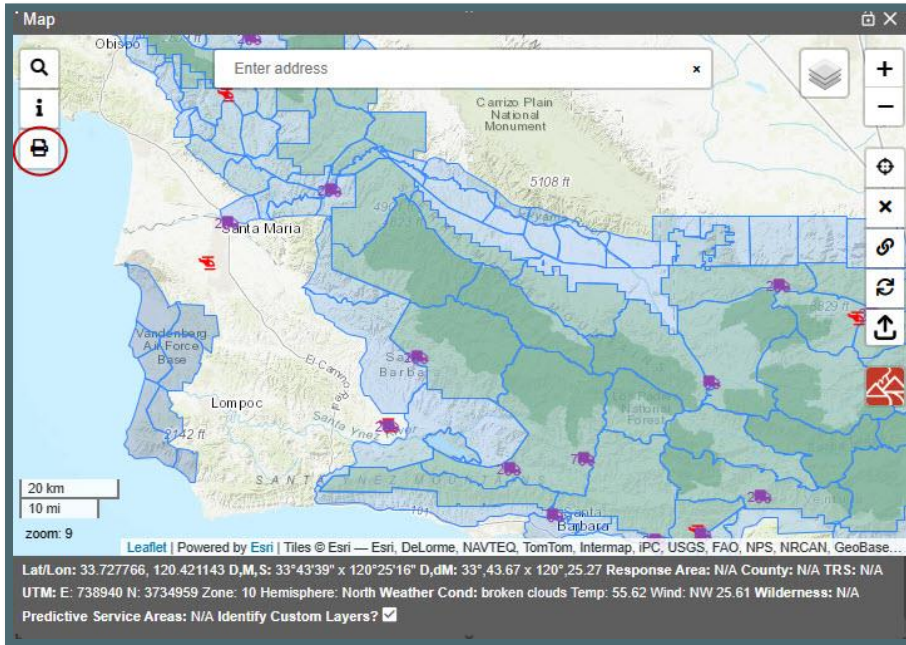 Map
Obispo
Enter address
Carrizo Plain
National
Monument
5108 ft
Santa Maria
Vandenberg
Air Force
Base
Lompoc
El Camino Real
Barbara
Los Padres
National
Forest
Santa Ynez River
2142 ft
SANTA YNEZ MOUNTAINS
101
Santa
Barbara
20 km
10 mi
zoom: 9
Leaflet | Powered by Esri | Tiles © Esri — Esri, DeLorme, NAVTEQ, TomTom, Intermap, iPC, USGS, FAO, NPS, NRCAN, GeoBase...
Lat/Lon: 33.727766, 120.421143 D,M,S: 33°43'39" x 120°25'16" D,dM: 33°,43.67 x 120°,25.27 Response Area: N/A County: N/A TRS: N/A
UTM: E: 738940 N: 3734959 Zone: 10 Hemisphere: North Weather Cond: broken clouds Temp: 55.62 Wind: NW 25.61 Wilderness: N/A
Predictive Service Areas: N/A Identify Custom Layers?